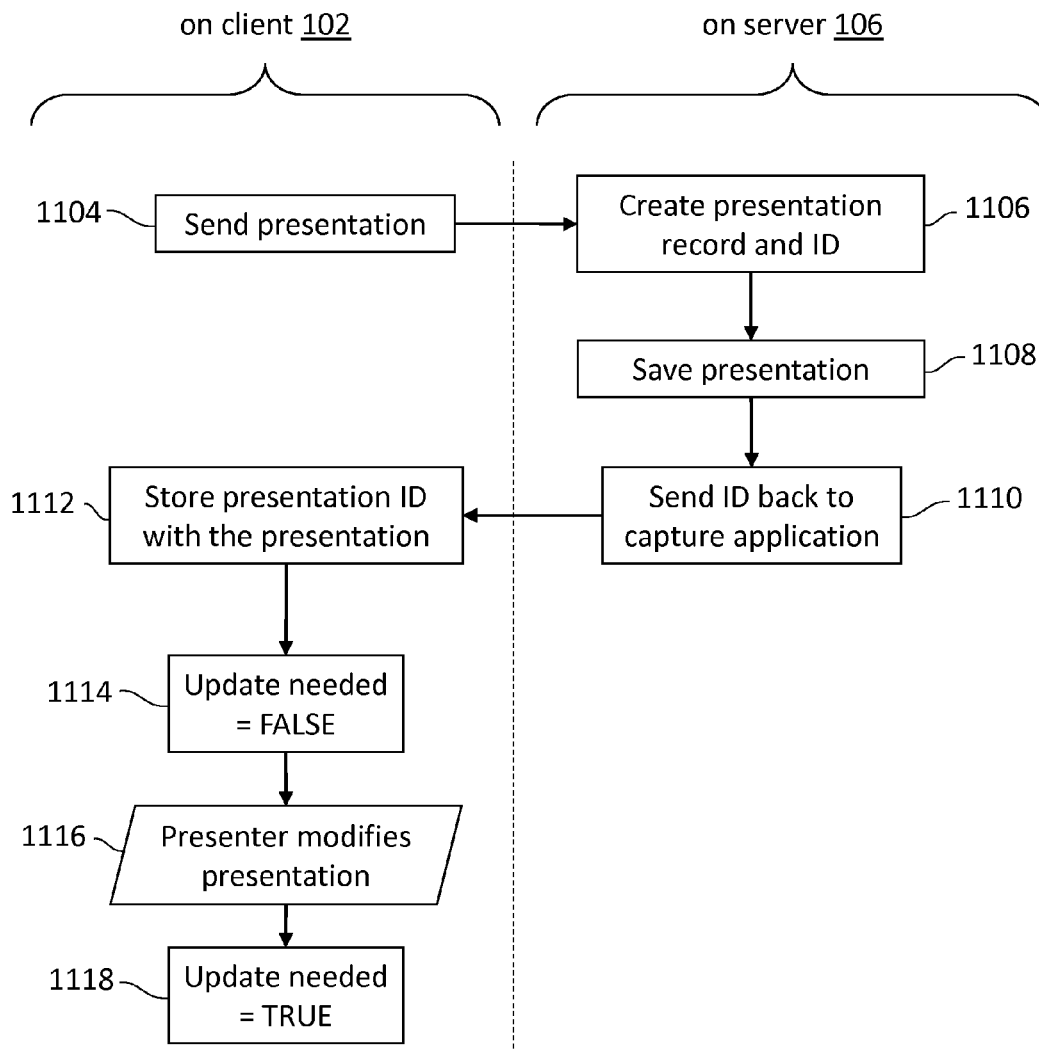 on client 102
on server 106
1104
Send presentation
Create presentation
record and ID
1106
Save presentation
1108
1112
Store presentation ID
with the presentation
Send ID back to
capture application
1110
1114
Update needed
= FALSE
1116
Presenter modifies
presentation
1118
Update needed
= TRUE